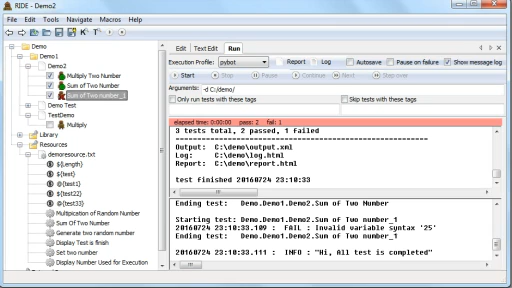 RIDE - Demo2
File Edit Tools Navigate Macros Help
Demo
Demo1
Demo2
Multiply Two Number
Sum of Two Number
Sum of Two number_1
Demo Test
TestDemo
Multiply
Library
Resources
demoresource.txt
${Length}
${test}
@{test1}
${test22}
@{test33}
Multipication of Random Number
Sum Of Two Number
Generate two random number
Display Test is finish
Set two number
Display Number Used for Execution
Edit Text Edit Run
Execution Profile: pybot Report Log Autosave Pause on failure Show message log
Start Stop Pause Continue Next Step over
Arguments: -d C:/demo/
Only run tests with these tags Skip tests with these tags
elapsed time: 0:00:00 pass: 2 fail: 1
3 tests total, 2 passed, 1 failed
Output: C:\demo\output.xml
Log: C:\demo\log.html
Report: C:\demo\report.html
test finished 20160724 23:10:33
Ending test: Demo.Demo1.Demo2.Sum of Two Number
Starting test: Demo.Demo1.Demo2.Sum of Two number_1
20160724 23:10:33.109 : FAIL : Invalid variable syntax '25'
Ending test: Demo.Demo1.Demo2.Sum of Two number_1
20160724 23:10:33.111 : INFO : "Hi, All test is completed"